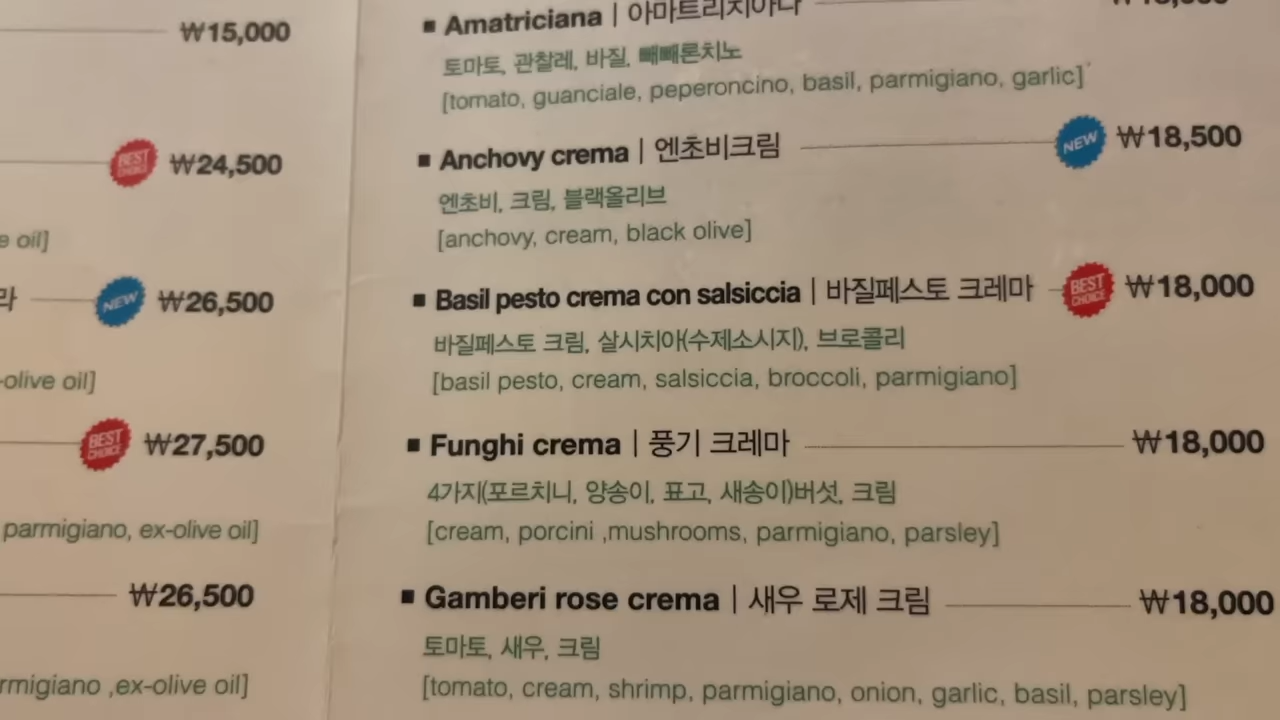 ₩15,000
BEST CHOICE ₩24,500
e oil]
라 NEW ₩26,500
-olive oil]
BEST CHOICE ₩27,500
parmigiano, ex-olive oil]
₩26,500
rmigiano ,ex-olive oil]
■ Amatriciana | 아마트리치아나
토마토, 관찰레, 바질, 빼빼론치노
[tomato, guanciale, peperoncino, basil, parmigiano, garlic]
■ Anchovy crema | 엔초비크림 NEW ₩18,500
엔초비, 크림, 블랙올리브
[anchovy, cream, black olive]
■ Basil pesto crema con salsiccia | 바질페스토 크레마 BEST CHOICE ₩18,000
바질페스토 크림, 살시치아(수제소시지), 브로콜리
[basil pesto, cream, salsiccia, broccoli, parmigiano]
■ Funghi crema | 풍기 크레마 ₩18,000
4가지(포르치니, 양송이, 표고, 새송이)버섯, 크림
[cream, porcini ,mushrooms, parmigiano, parsley]
■ Gamberi rose crema | 새우 로제 크림 ₩18,000
토마토, 새우, 크림
[tomato, cream, shrimp, parmigiano, onion, garlic, basil, parsley]